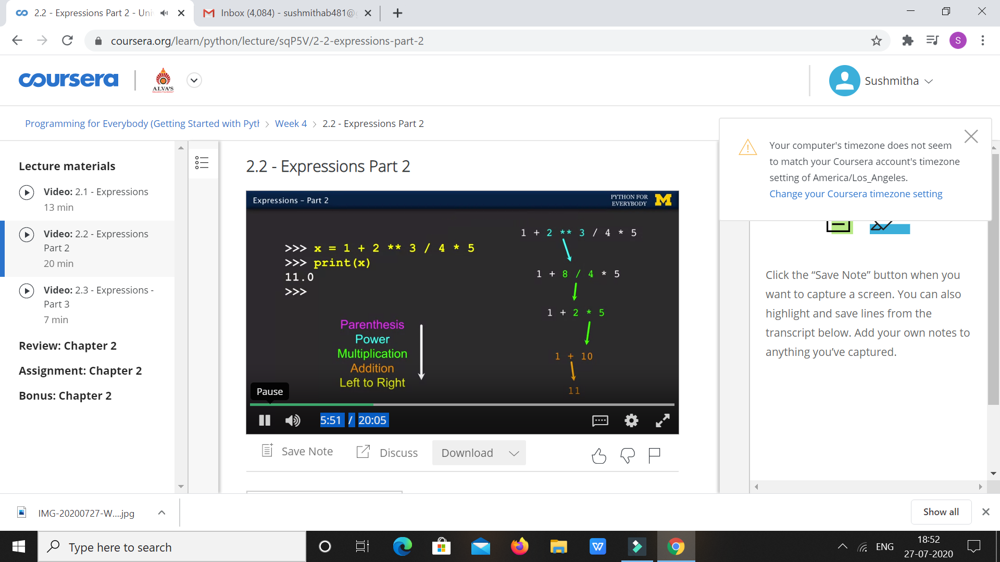 2.2 - Expressions Part 2 - Uni
Inbox (4,084) - sushmithab481@
coursera.org/learn/python/lecture/sqP5V/2-2-expressions-part-2
S
coursera
ALVA'S
Sushmitha
Programming for Everybody (Getting Started with Pyth > Week 4 > 2.2 - Expressions Part 2
Your computer's timezone does not seem
to match your Coursera account's timezone
setting of America/Los_Angeles.
Change your Coursera timezone setting
Lecture materials
Video: 2.1 - Expressions
13 min
Video: 2.2 - Expressions
Part 2
20 min
Video: 2.3 - Expressions -
Part 3
7 min
Review: Chapter 2
Assignment: Chapter 2
Bonus: Chapter 2
2.2 - Expressions Part 2
Expressions - Part 2
PYTHON FOR
EVERYBODY
M
>>> x = 1 + 2 ** 3 / 4 * 5
>>> print(x)
11.0
>>>
Parenthesis
Power
Multiplication
Addition
Left to Right
1 + 2 ** 3 / 4 * 5
1 + 8 / 4 * 5
1 + 2 * 5
1 + 10
11
Pause
5:51 / 20:05
Save Note
Discuss
Download
Click the “Save Note” button when you
want to capture a screen. You can also
highlight and save lines from the
transcript below. Add your own notes to
anything you’ve captured.
IMG-20200727-W....jpg
Show all
Type here to search
W
ENG
18:52
27-07-2020